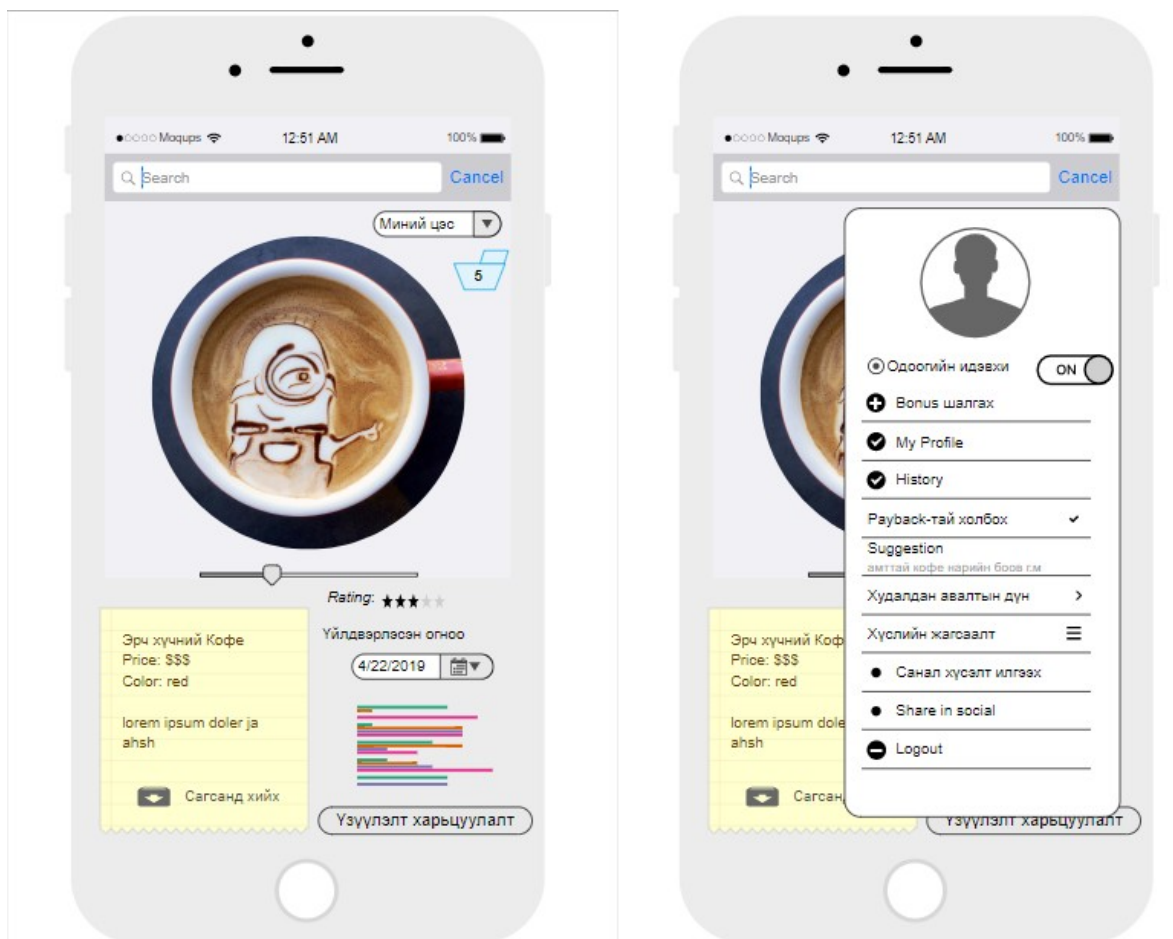 Moqups 12:51 AM 100%
Search Cancel
Миний цэс
5
Rating:
Эрч хүчний Кофе
Price: $$$
Color: red
lorem ipsum doler ja
ahsh
Сагсанд хийх
Үйлдвэрлэсэн огноо
4/22/2019
Үзүүлэлт харьцуулалт
Moqups 12:51 AM 100%
Search Cancel
Одоогийн идэвхи ON
Bonus шалгах
My Profile
History
Payback-тай холбох
Suggestion
амттай кофе нарийн боов г.м
Худалдан авалтын дүн
Хүслийн жагсаалт
Санал хүсэлт илгээх
Share in social
Logout
Эрч хүчний Коф
Price: $$$
Color: red
lorem ipsum dole
ahsh
Сагсан
Үзүүлэлт харьцуулалт